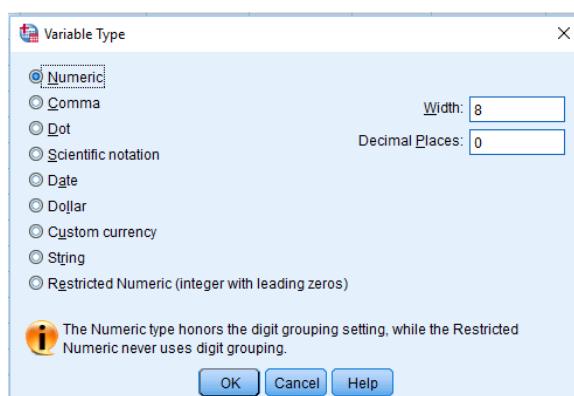 Variable Type
Numeric
Comma
Width: 8
Dot
Decimal Places: 0
Scientific notation
Date
Dollar
Custom currency
String
Restricted Numeric (integer with leading zeros)
The Numeric type honors the digit grouping setting, while the Restricted
Numeric never uses digit grouping.
OK Cancel Help